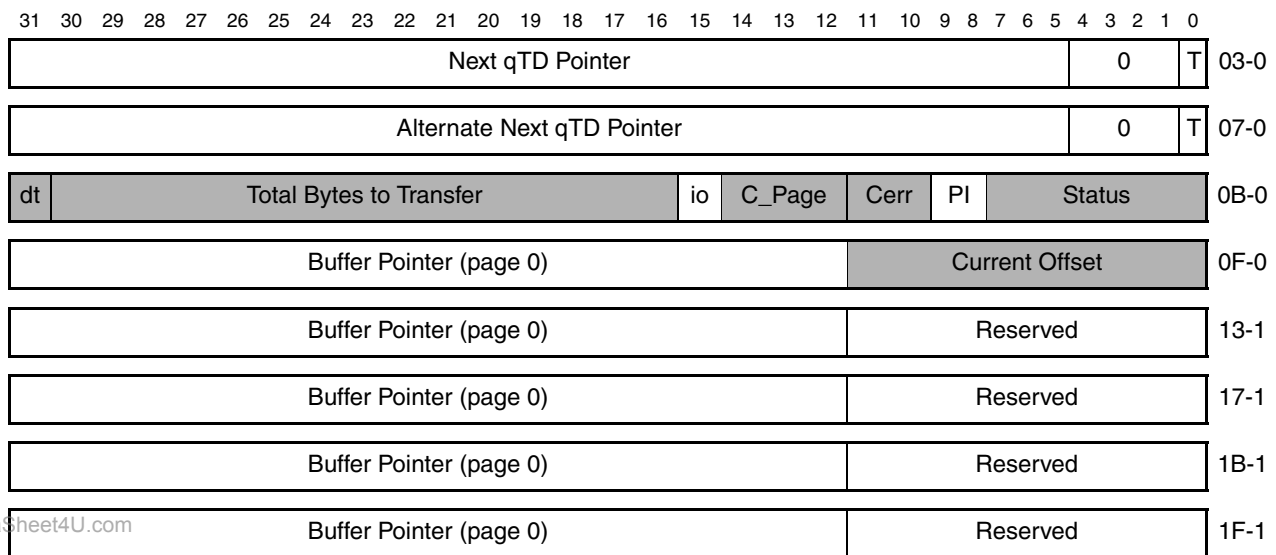 31 30 29 28 27 26 25 24 23 22 21 20 19 18 17 16 15 14 13 12 11 10 9 8 7 6 5 4 3 2 1 0
Next qTD Pointer 0 T 03-0
Alternate Next qTD Pointer 0 T 07-0
dt Total Bytes to Transfer io C_Page Cerr PI Status 0B-0
Buffer Pointer (page 0) Current Offset 0F-0
Buffer Pointer (page 0) Reserved 13-1
Buffer Pointer (page 0) Reserved 17-1
Buffer Pointer (page 0) Reserved 1B-1
Buffer Pointer (page 0) Reserved 1F-1
Sheet4U.com